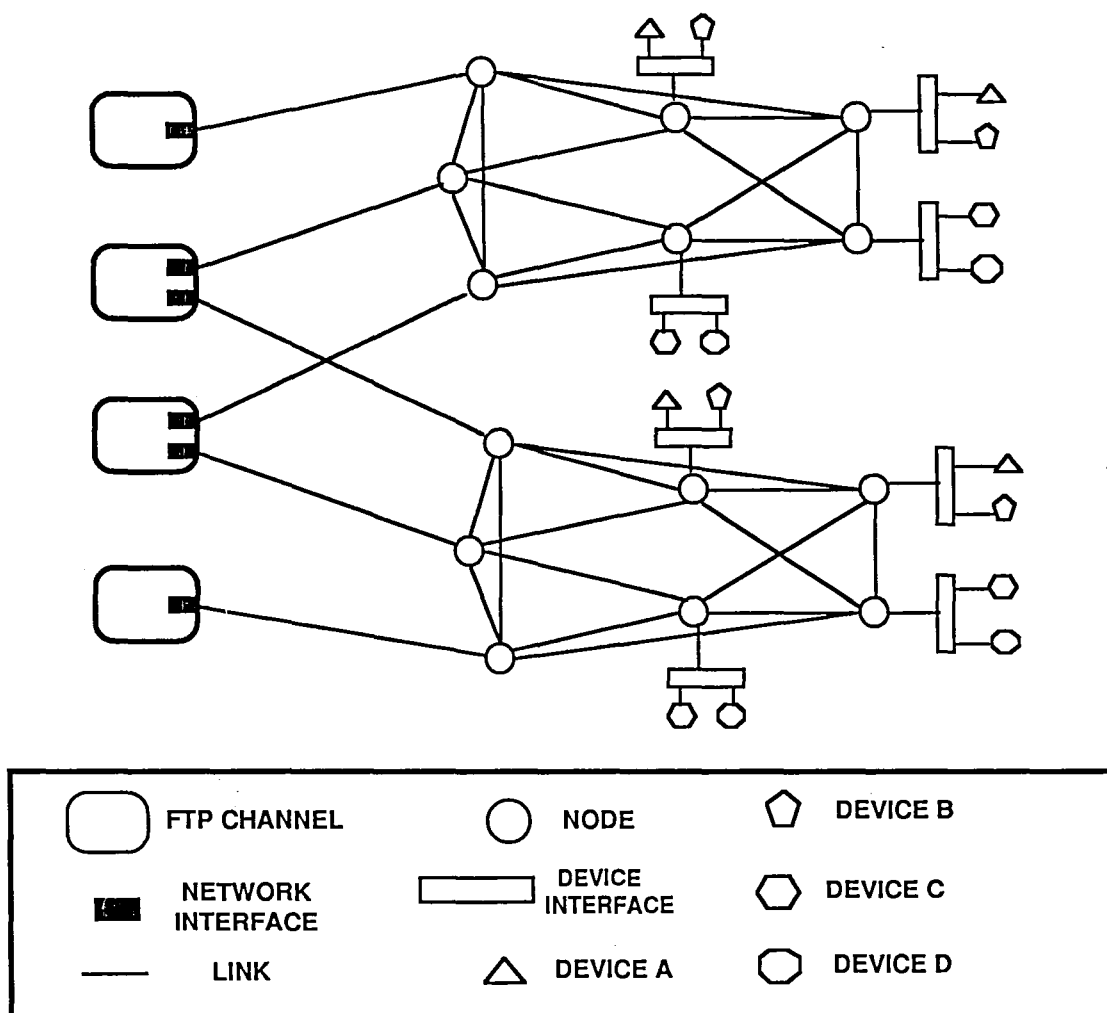 FTP CHANNEL
NODE
DEVICE B
NETWORK
INTERFACE
DEVICE
INTERFACE
DEVICE C
LINK
DEVICE A
DEVICE D